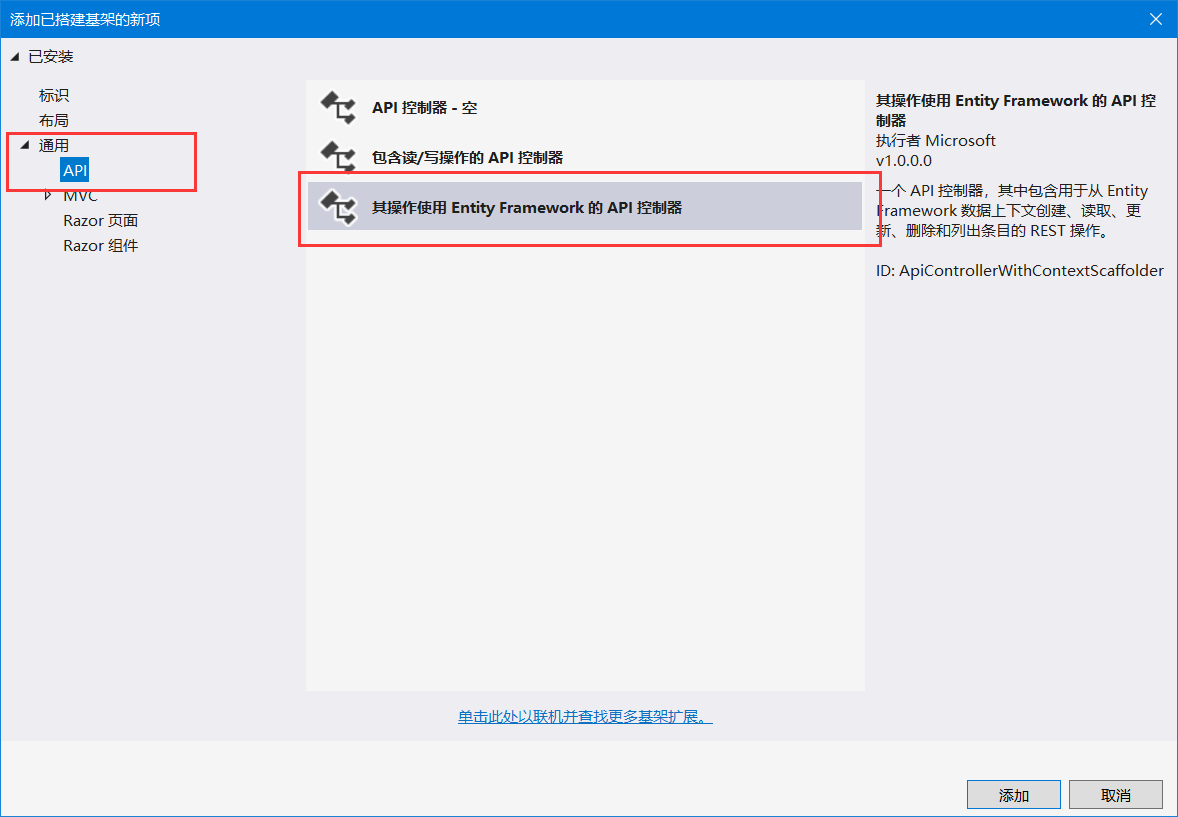 添加已搭建基架的新项
已安装
标识
布局
通用
API
MVC
Razor 页面
Razor 组件
API 控制器 - 空
包含读/写操作的 API 控制器
其操作使用 Entity Framework 的 API 控制器
其操作使用 Entity Framework 的 API 控
制器
执行者 Microsoft
v1.0.0.0
一个 API 控制器，其中包含用于从 Entity
Framework 数据上下文创建、读取、更
新、删除和列出条目的 REST 操作。
ID: ApiControllerWithContextScaffolder
单击此处以联机并查找更多基架扩展。
添加
取消